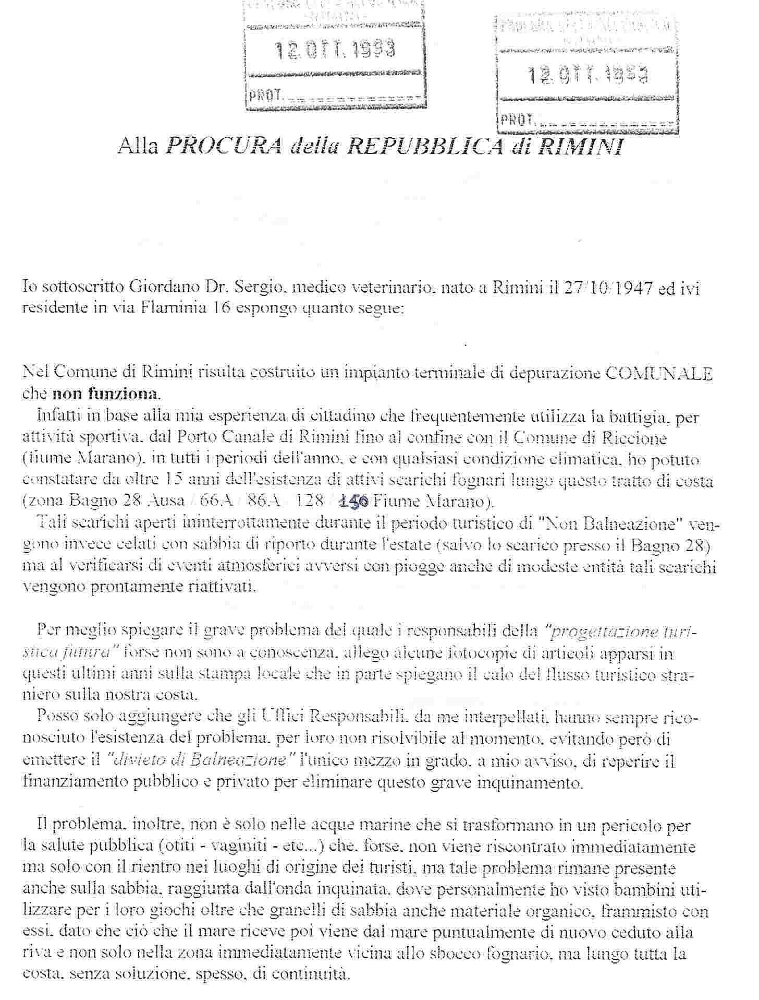 12. OTT. 1993
PROT.
12 OTT. 1993
PROT.
Alla PROCURA della REPUBBLICA di RIMINI
Io sottoscritto Giordano Dr. Sergio, medico veterinario, nato a Rimini il 27/10/1947 ed ivi
residente in via Flaminia 16 espongo quanto segue:
Nel Comune di Rimini risulta costruito un impianto terminale di depurazione COMUNALE
che non funziona.
Infatti in base alla mia esperienza di cittadino che frequentemente utilizza la battigia, per
attività sportiva, dal Porto Canale di Rimini fino al confine con il Comune di Riccione
(fiume Marano), in tutti i periodi dell'anno, e con qualsiasi condizione climatica, ho potuto
constatare da oltre 15 anni dell'esistenza di attivi scarichi fognari lungo questo tratto di costa
(zona Bagno 28 Ausa / 66A / 86A / 128 / 150 Fiume Marano).
Tali scarichi aperti ininterrottamente durante il periodo turistico di "Non Balneazione" ven-
gono invece celati con sabbia di riporto durante l'estate (salvo lo scarico presso il Bagno 28)
ma al verificarsi di eventi atmosferici avversi con piogge anche di modeste entità tali scarichi
vengono prontamente riattivati.
Per meglio spiegare il grave problema del quale i responsabili della "progettazione turi-
stica futura" forse non sono a conoscenza, allego alcune fotocopie di articoli apparsi in
questi ultimi anni sulla stampa locale che in parte spiegano il calo del flusso turistico stra-
niero sulla nostra costa.
Posso solo aggiungere che gli Uffici Responsabili, da me interpellati, hanno sempre rico-
nosciuto l'esistenza del problema, per loro non risolvibile al momento, evitando però di
emettere il "divieto di Balneazione" l'unico mezzo in grado, a mio avviso, di reperire il
finanziamento pubblico e privato per eliminare questo grave inquinamento.
Il problema, inoltre, non è solo nelle acque marine che si trasformano in un pericolo per
la salute pubblica (otiti - vaginiti - etc...) che, forse, non viene riscontrato immediatamente
ma solo con il rientro nei luoghi di origine dei turisti, ma tale problema rimane presente
anche sulla sabbia, raggiunta dall'onda inquinata, dove personalmente ho visto bambini uti-
lizzare per i loro giochi oltre che granelli di sabbia anche materiale organico, frammisto con
essi, dato che ciò che il mare riceve poi viene dal mare puntualmente di nuovo ceduto alla
riva e non solo nella zona immediatamente vicina allo sbocco fognario, ma lungo tutta la
costa, senza soluzione, spesso, di continuità.